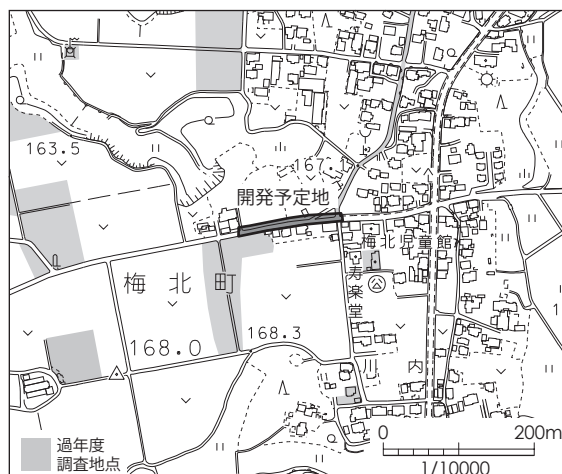 163.5
167.1
開発予定地
梅北児童館
梅北町
寿楽堂
168.3
168.0
川内
過年度
調査地点
0 200m
1/10000